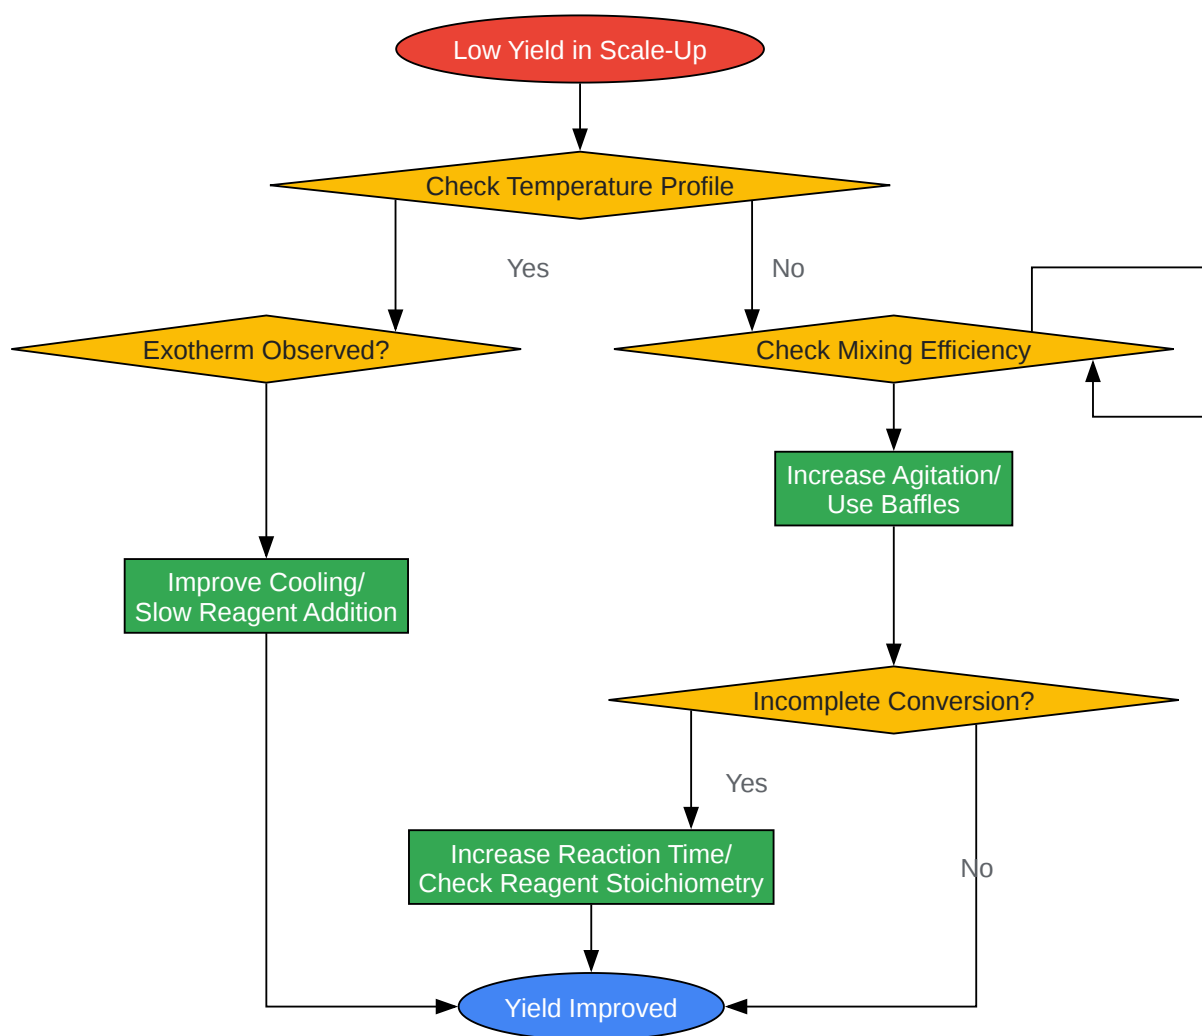 Low Yield in Scale-Up
Check Temperature Profile
Yes
No
Exotherm Observed?
Check Mixing Efficiency
Increase Agitation/
Use Baffles
Improve Cooling/
Slow Reagent Addition
Incomplete Conversion?
Yes
Increase Reaction Time/
Check Reagent Stoichiometry
No
Yield Improved